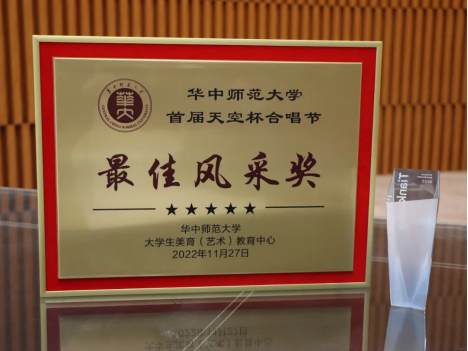 华中师范大学
首届天空杯合唱节
最佳风采奖
★★★★★
华中师范大学
大学生美育（艺术）教育中心
2022年11月27日